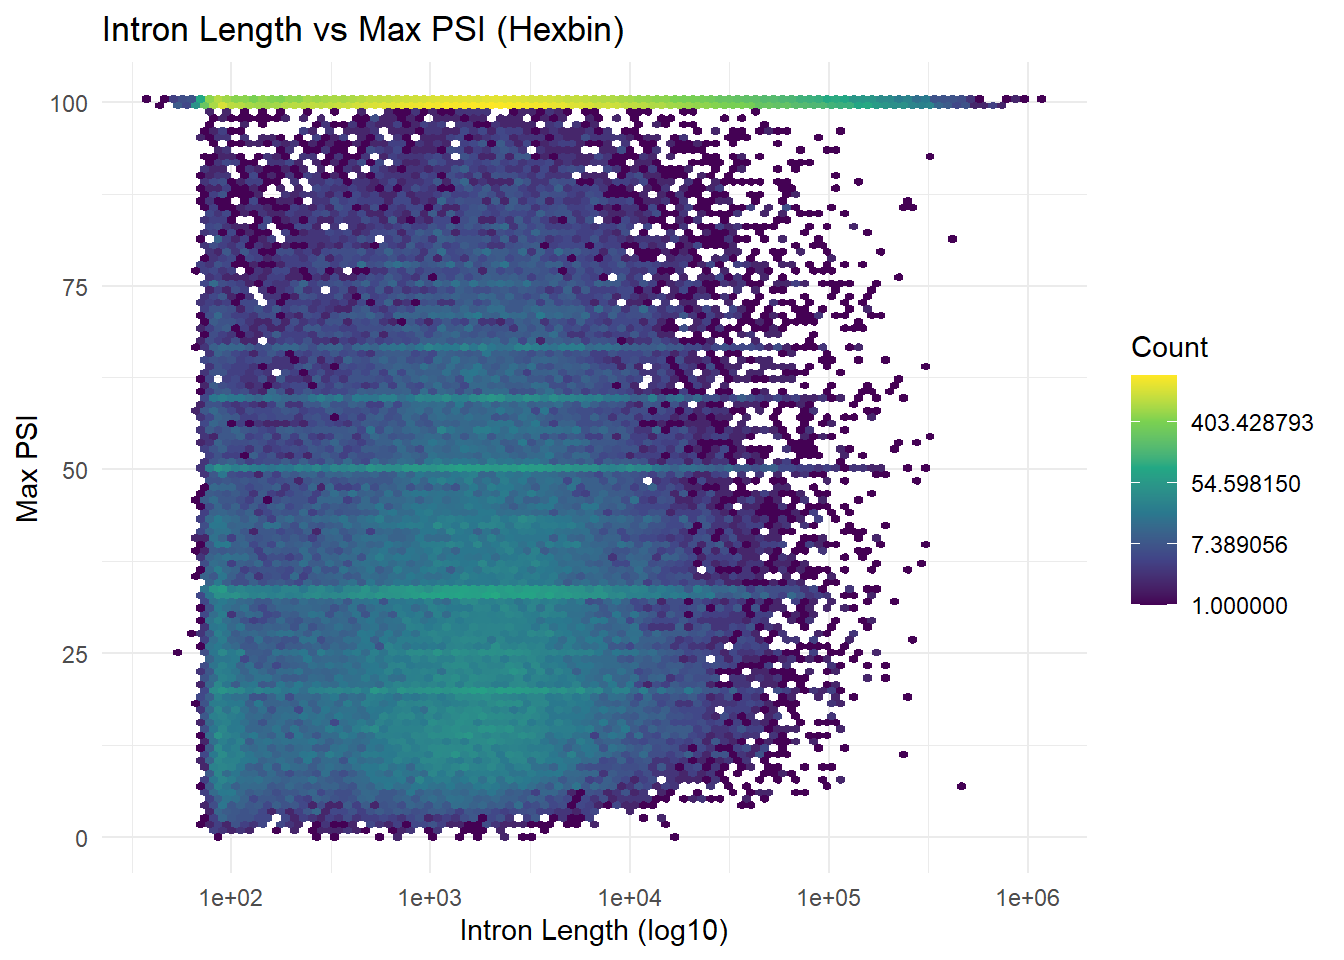 Intron Length vs Max PSI (Hexbin)
100
75
50
25
0
Max PSI
1e+02
1e+03
1e+04
1e+05
1e+06
Intron Length (log10)
Count
403.428793
54.598150
7.389056
1.000000